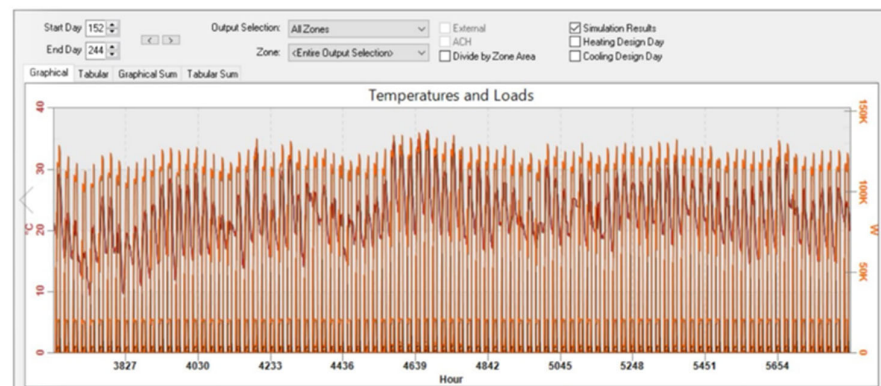 Start Day 152
Output Selection: All Zones
External
Simulation Results
ACH
Heating Design Day
End Day 244
< >
Zone: <Entire Output Selection>
Divide by Zone Area
Cooling Design Day
Graphical Tabular Graphical Sum Tabular Sum
Temperatures and Loads
40
30
20
10
0
°C
150K
100K
50K
0
W
3827 4030 4233 4436 4639 4842 5045 5248 5451 5654
Hour